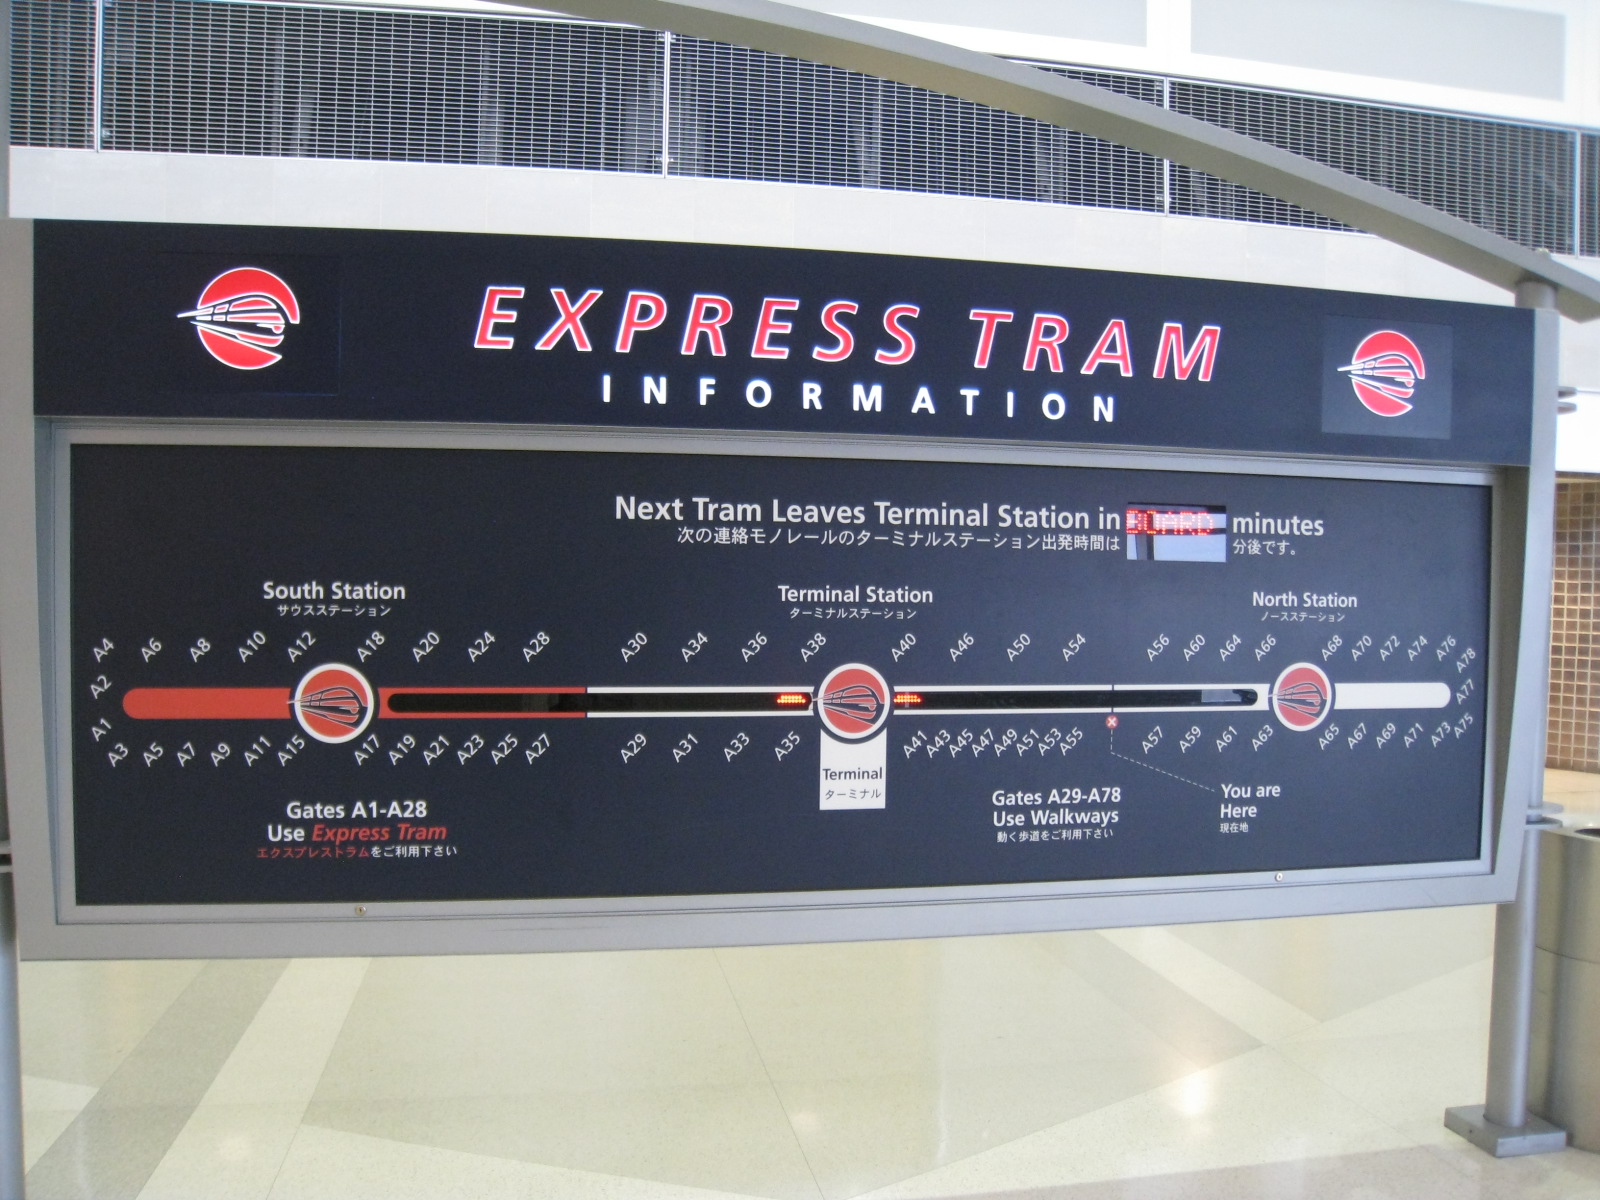 EXPRESS TRAM
INFORMATION
Next Tram Leaves Terminal Station in BOARD minutes
次の連絡モノレールのターミナルステーション出発時間は 分後です。
South Station
サウスステーション
Terminal Station
ターミナルステーション
North Station
ノースステーション
A4 A6 A8 A10 A12 A18 A20 A24 A28 A30 A34 A36 A38 A40 A46 A50 A54 A56 A60 A64 A66 A68 A70 A72 A74 A76
A78
A2 A77
A1 A75
A3 A5 A7 A9 A11 A15 A17 A19 A21 A23 A25 A27 A29 A31 A33 A35 A41 A43 A45 A47 A49 A51 A53 A55 A57 A59 A61 A63 A65 A67 A69 A71 A73
Terminal
ターミナル
Gates A1-A28
Use Express Tram
エクスプレストラムをご利用下さい
Gates A29-A78
Use Walkways
動く歩道をご利用下さい
You are
Here
現在地